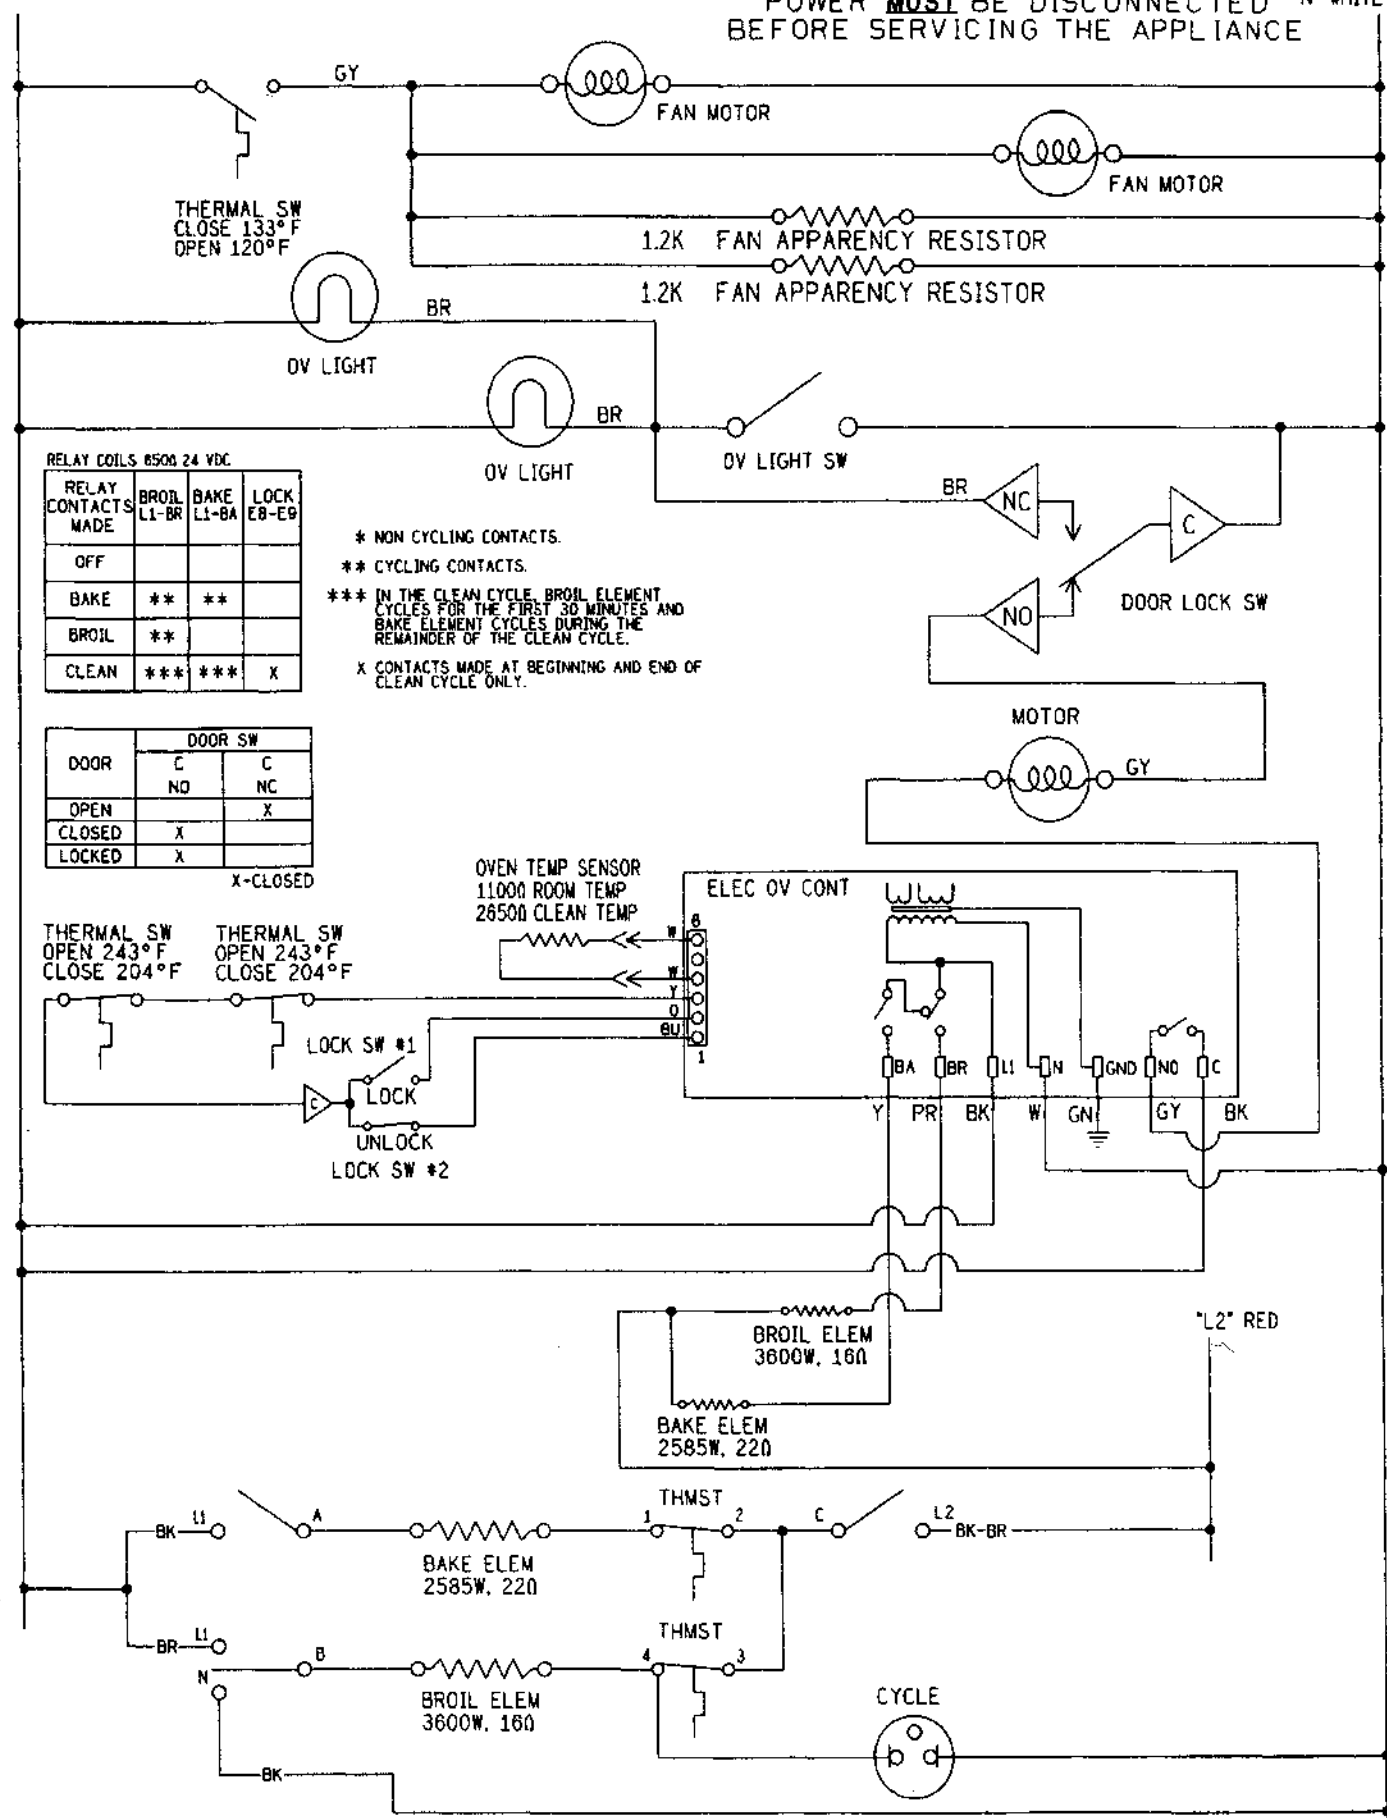 POWER MUST BE DISCONNECTED
BEFORE SERVICING THE APPLIANCE
"N" WHITE
GY
FAN MOTOR
FAN MOTOR
THERMAL SW
CLOSE 133°F
OPEN 120°F
1.2K FAN APPARENCY RESISTOR
1.2K FAN APPARENCY RESISTOR
BR
OV LIGHT
BR
OV LIGHT
OV LIGHT SW
RELAY COILS 650Ω 24 VDC
RELAY CONTACTS MADE
BROIL L1-BR
BAKE L1-BA
LOCK E8-E9
OFF
BAKE ** **
BROIL **
CLEAN *** *** X
* NON CYCLING CONTACTS.
** CYCLING CONTACTS.
*** IN THE CLEAN CYCLE, BROIL ELEMENT
CYCLES FOR THE FIRST 30 MINUTES AND
BAKE ELEMENT CYCLES DURING THE
REMAINDER OF THE CLEAN CYCLE.
X CONTACTS MADE AT BEGINNING AND END OF
CLEAN CYCLE ONLY.
BR
NC
C
NO
DOOR LOCK SW
DOOR
DOOR SW
C NO
C NC
OPEN X
CLOSED X
LOCKED X
X-CLOSED
MOTOR
GY
OVEN TEMP SENSOR
1100Ω ROOM TEMP
2650Ω CLEAN TEMP
ELEC OV CONT
6
W
W
Y
O
BU
1
THERMAL SW
OPEN 243°F
CLOSE 204°F
THERMAL SW
OPEN 243°F
CLOSE 204°F
LOCK SW #1
LOCK
C
UNLOCK
LOCK SW #2
BA BR L1 N GND NO C
Y PR BK W GN GY BK
BROIL ELEM
3600W, 16Ω
"L2" RED
BAKE ELEM
2585W, 22Ω
BK L1 A
BAKE ELEM
2585W, 22Ω
THMST
1 2
C
L2
BK-BR
BR L1
N
B
BROIL ELEM
3600W, 16Ω
THMST
4 3
CYCLE
BK